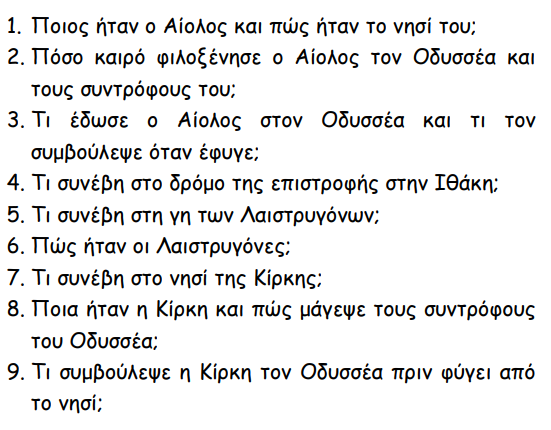 1. Ποιος ήταν ο Αίολος και πώς ήταν το νησί του;
2. Πόσο καιρό φιλοξένησε ο Αίολος τον Οδυσσέα και
τους συντρόφους του;
3. Τι έδωσε ο Αίολος στον Οδυσσέα και τι τον
συμβούλεψε όταν έφυγε;
4. Τι συνέβη στο δρόμο της επιστροφής στην Ιθάκη;
5. Τι συνέβη στη γη των Λαιστρυγόνων;
6. Πώς ήταν οι Λαιστρυγόνες;
7. Τι συνέβη στο νησί της Κίρκης;
8. Ποια ήταν η Κίρκη και πώς μάγεψε τους συντρόφους
του Οδυσσέα;
9. Τι συμβούλεψε η Κίρκη τον Οδυσσέα πριν φύγει από
το νησί;